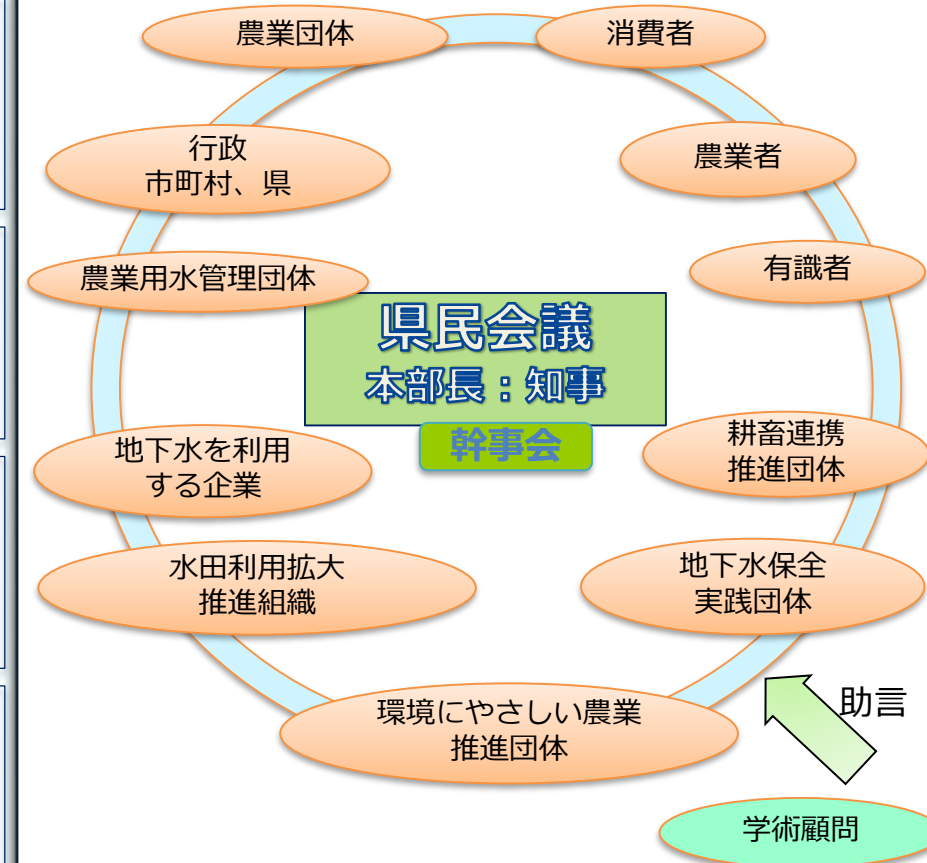 農業団体
消費者
行政
市町村、県
農業者
農業用水管理団体
有識者
県民会議
本部長：知事
幹事会
地下水を利用
する企業
耕畜連携
推進団体
水田利用拡大
推進組織
地下水保全
実践団体
環境にやさしい農業
推進団体
助言
学術顧問